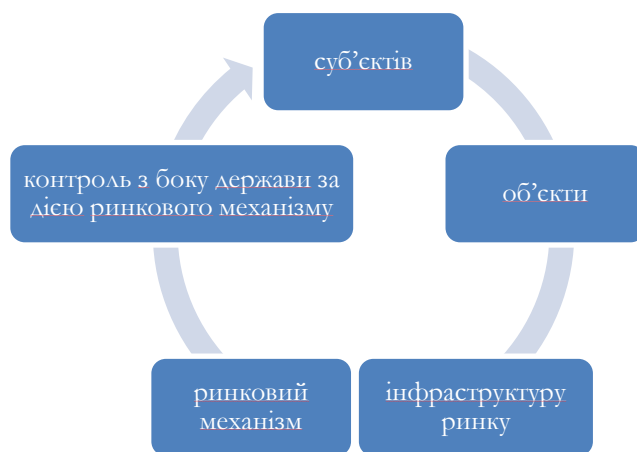 суб’єктів
контроль з боку держави за
дією ринкового механізму
об’єкти
ринковий
механізм
інфраструктуру
ринку